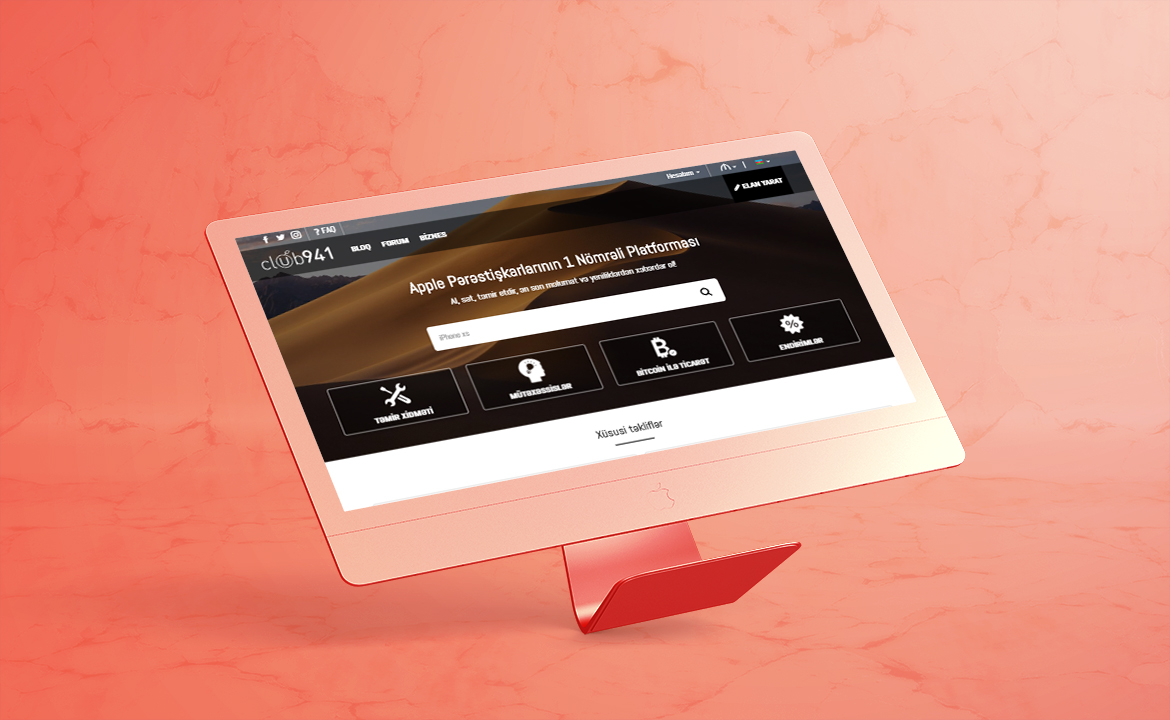 Hesabım
? FAQ
club941
BLOQ FORUM BİZNES
ELAN YARAT
Apple Pərəstişkarlarının 1 Nömrəli Platforması
Al, sat, təmir etdir, ən son məlumat və yeniliklərdən xəbərdar ol!
iPhone xs
TƏMİR XİDMƏTİ
MÜTƏXƏSSİSLƏR
BİTCOİN İLƏ TİCARƏT
ENDİRİMLƏR
Xüsusi təkliflər